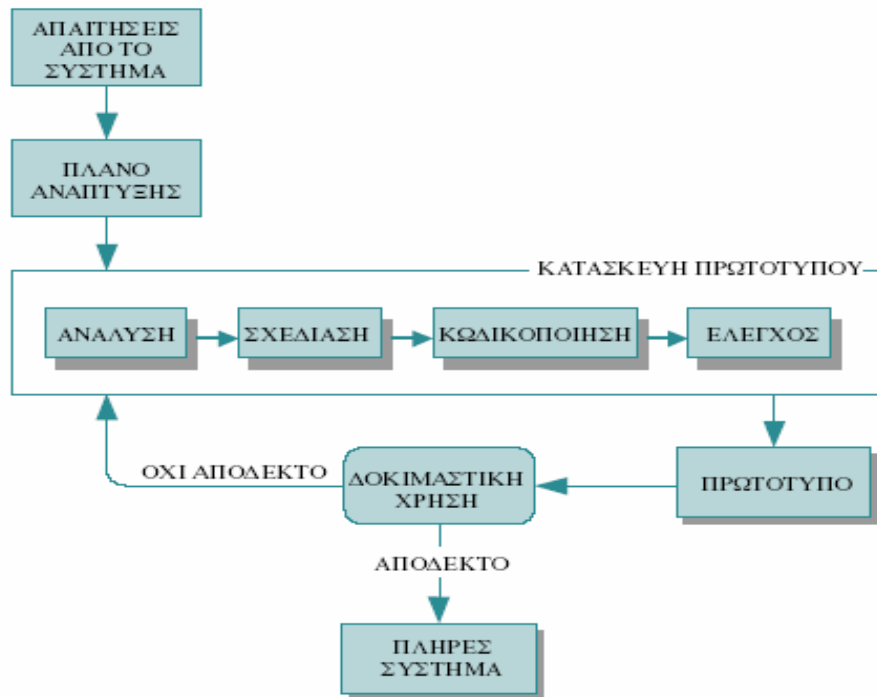 ΑΠΑΙΤΗΣΕΙΣ
ΑΠΟ ΤΟ
ΣΥΣΤΗΜΑ
ΠΛΑΝΟ
ΑΝΑΠΤΥΞΗΣ
ΚΑΤΑΣΚΕΥΗ ΠΡΩΤΟΤΥΠΟΥ
ΑΝΑΛΥΣΗ
ΣΧΕΔΙΑΣΗ
ΚΩΔΙΚΟΠΟΙΗΣΗ
ΕΛΕΓΧΟΣ
ΟΧΙ ΑΠΟΔΕΚΤΟ
ΔΟΚΙΜΑΣΤΙΚΗ
ΧΡΗΣΗ
ΠΡΩΤΟΤΥΠΟ
ΑΠΟΔΕΚΤΟ
ΠΛΗΡΕΣ
ΣΥΣΤΗΜΑ